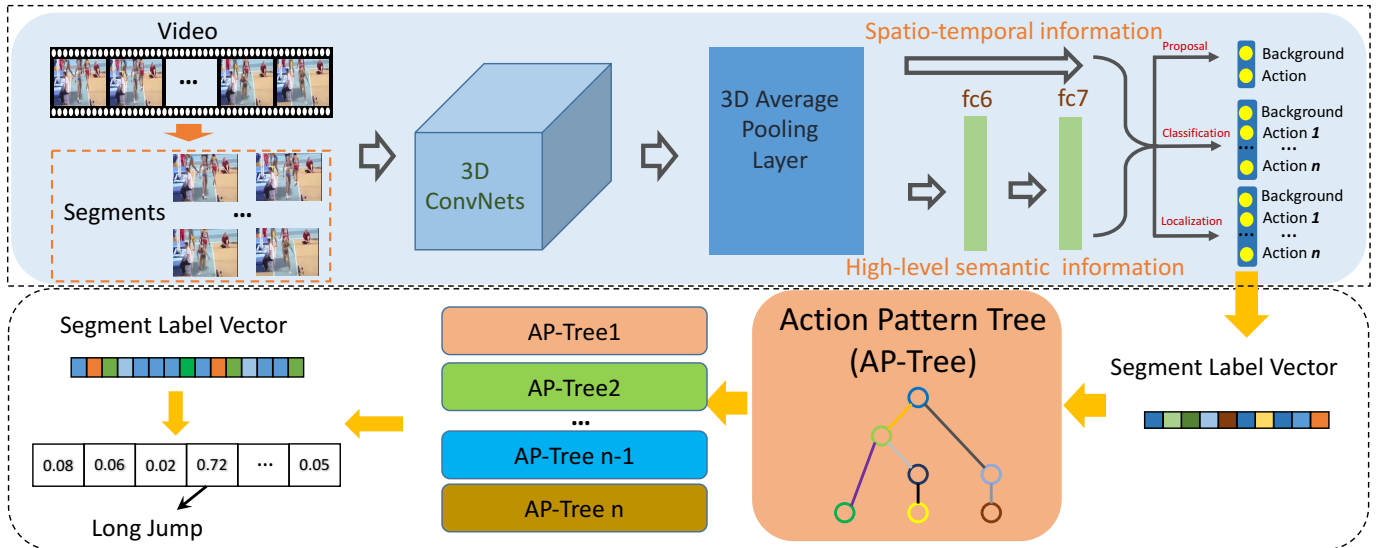 Video
...
Segments
...
3D
ConvNets
3D Average
Pooling
Layer
Spatio-temporal information
fc6
fc7
High-level semantic information
Proposal
Classification
Localization
Background
Action
Background
Action 1
... ...
Action n
Background
Action 1
... ...
Action n
Segment Label Vector
Action Pattern Tree
(AP-Tree)
AP-Tree1
AP-Tree2
...
AP-Tree n-1
AP-Tree n
Segment Label Vector
0.08 0.06 0.02 0.72 ... 0.05
Long Jump